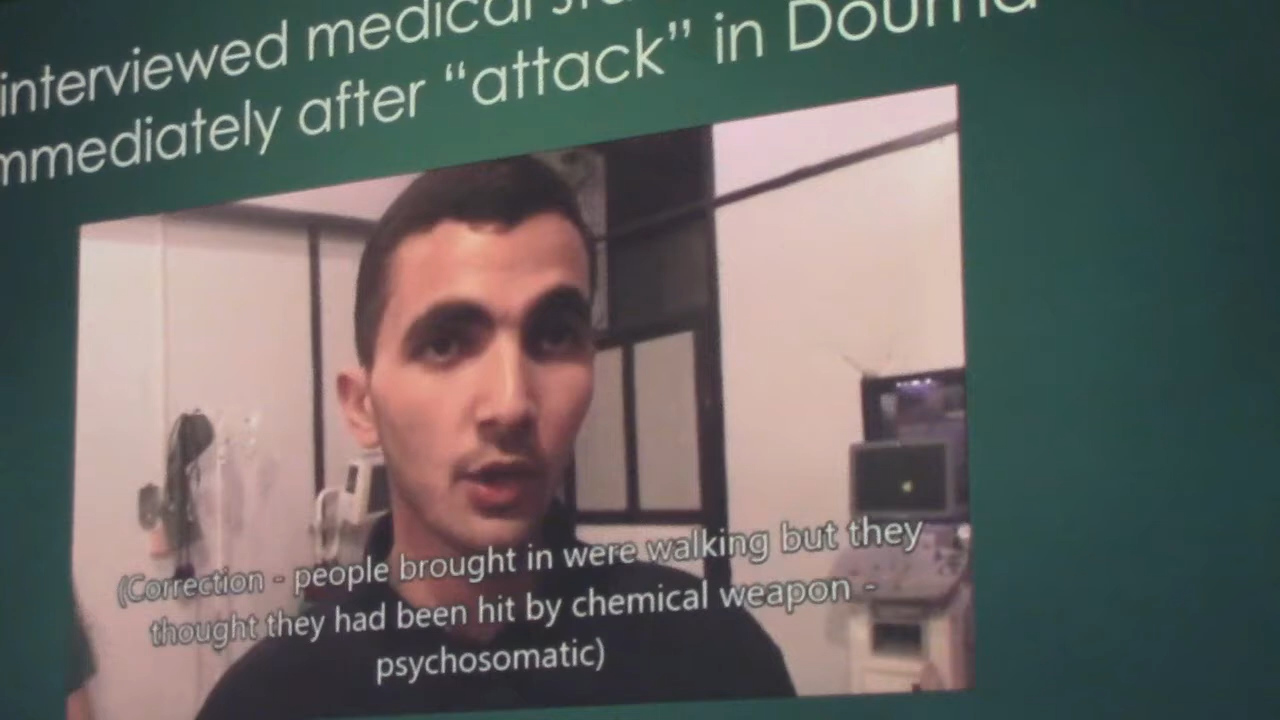 interviewed medical
mmediately after “attack” in Douma
(Correction - people brought in were walking but they
thought they had been hit by chemical weapon -
psychosomatic)